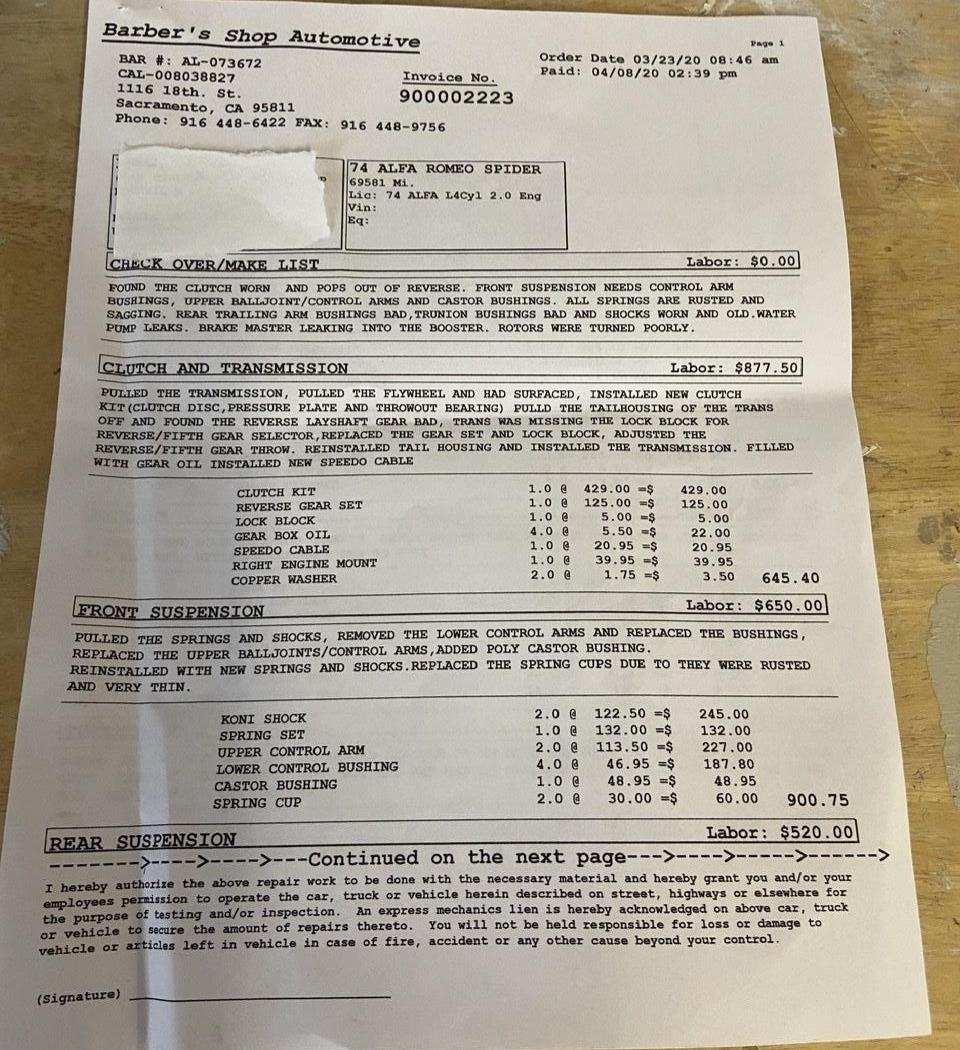 Barber's Shop Automotive
Page 1
BAR #: AL-073672
CAL-008038827
1116 18th. St.
Sacramento, CA 95811
Phone: 916 448-6422 FAX: 916 448-9756
Invoice No.
900002223
Order Date 03/23/20 08:46 am
Paid: 04/08/20 02:39 pm
74 ALFA ROMEO SPIDER
69581 Mi.
Lic: 74 ALFA L4Cyl 2.0 Eng
Vin:
Eq:
CHECK OVER/MAKE LIST Labor: $0.00
FOUND THE CLUTCH WORN AND POPS OUT OF REVERSE. FRONT SUSPENSION NEEDS CONTROL ARM
BUSHINGS, UPPER BALLJOINT/CONTROL ARMS AND CASTOR BUSHINGS. ALL SPRINGS ARE RUSTED AND
SAGGING. REAR TRAILING ARM BUSHINGS BAD,TRUNION BUSHINGS BAD AND SHOCKS WORN AND OLD.WATER
PUMP LEAKS. BRAKE MASTER LEAKING INTO THE BOOSTER. ROTORS WERE TURNED POORLY.
CLUTCH AND TRANSMISSION Labor: $877.50
PULLED THE TRANSMISSION, PULLED THE FLYWHEEL AND HAD SURFACED, INSTALLED NEW CLUTCH
KIT(CLUTCH DISC,PRESSURE PLATE AND THROWOUT BEARING) PULLD THE TAILHOUSING OF THE TRANS
OFF AND FOUND THE REVERSE LAYSHAFT GEAR BAD, TRANS WAS MISSING THE LOCK BLOCK FOR
REVERSE/FIFTH GEAR SELECTOR,REPLACED THE GEAR SET AND LOCK BLOCK, ADJUSTED THE
REVERSE/FIFTH GEAR THROW. REINSTALLED TAIL HOUSING AND INSTALLED THE TRANSMISSION. FILLED
WITH GEAR OIL INSTALLED NEW SPEEDO CABLE
CLUTCH KIT 1.0 @ 429.00 =$ 429.00
REVERSE GEAR SET 1.0 @ 125.00 =$ 125.00
LOCK BLOCK 1.0 @ 5.00 =$ 5.00
GEAR BOX OIL 4.0 @ 5.50 =$ 22.00
SPEEDO CABLE 1.0 @ 20.95 =$ 20.95
RIGHT ENGINE MOUNT 1.0 @ 39.95 =$ 39.95
COPPER WASHER 2.0 @ 1.75 =$ 3.50 645.40
FRONT SUSPENSION Labor: $650.00
PULLED THE SPRINGS AND SHOCKS, REMOVED THE LOWER CONTROL ARMS AND REPLACED THE BUSHINGS,
REPLACED THE UPPER BALLJOINTS/CONTROL ARMS,ADDED POLY CASTOR BUSHING.
REINSTALLED WITH NEW SPRINGS AND SHOCKS.REPLACED THE SPRING CUPS DUE TO THEY WERE RUSTED
AND VERY THIN.
KONI SHOCK 2.0 @ 122.50 =$ 245.00
SPRING SET 1.0 @ 132.00 =$ 132.00
UPPER CONTROL ARM 2.0 @ 113.50 =$ 227.00
LOWER CONTROL BUSHING 4.0 @ 46.95 =$ 187.80
CASTOR BUSHING 1.0 @ 48.95 =$ 48.95
SPRING CUP 2.0 @ 30.00 =$ 60.00 900.75
REAR SUSPENSION Labor: $520.00
------->---->---->---Continued on the next page--->---->----->------>
I hereby authorize the above repair work to be done with the necessary material and hereby grant you and/or your
employees permission to operate the car, truck or vehicle herein described on street, highways or elsewhere for
the purpose of testing and/or inspection. An express mechanics lien is hereby acknowledged on above car, truck
or vehicle to secure the amount of repairs thereto. You will not be held responsible for loss or damage to
vehicle or articles left in vehicle in case of fire, accident or any other cause beyond your control.
(Signature)